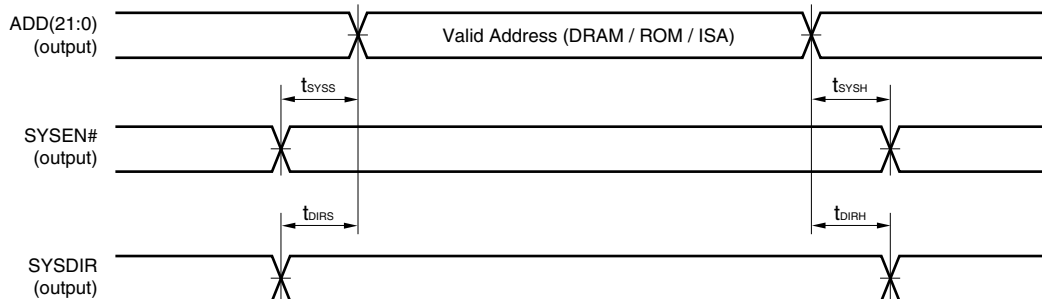 ADD(21:0)
(output)
Valid Address (DRAM / ROM / ISA)
tSYSS
tSYSH
SYSEN#
(output)
tDIRS
tDIRH
SYSDIR
(output)